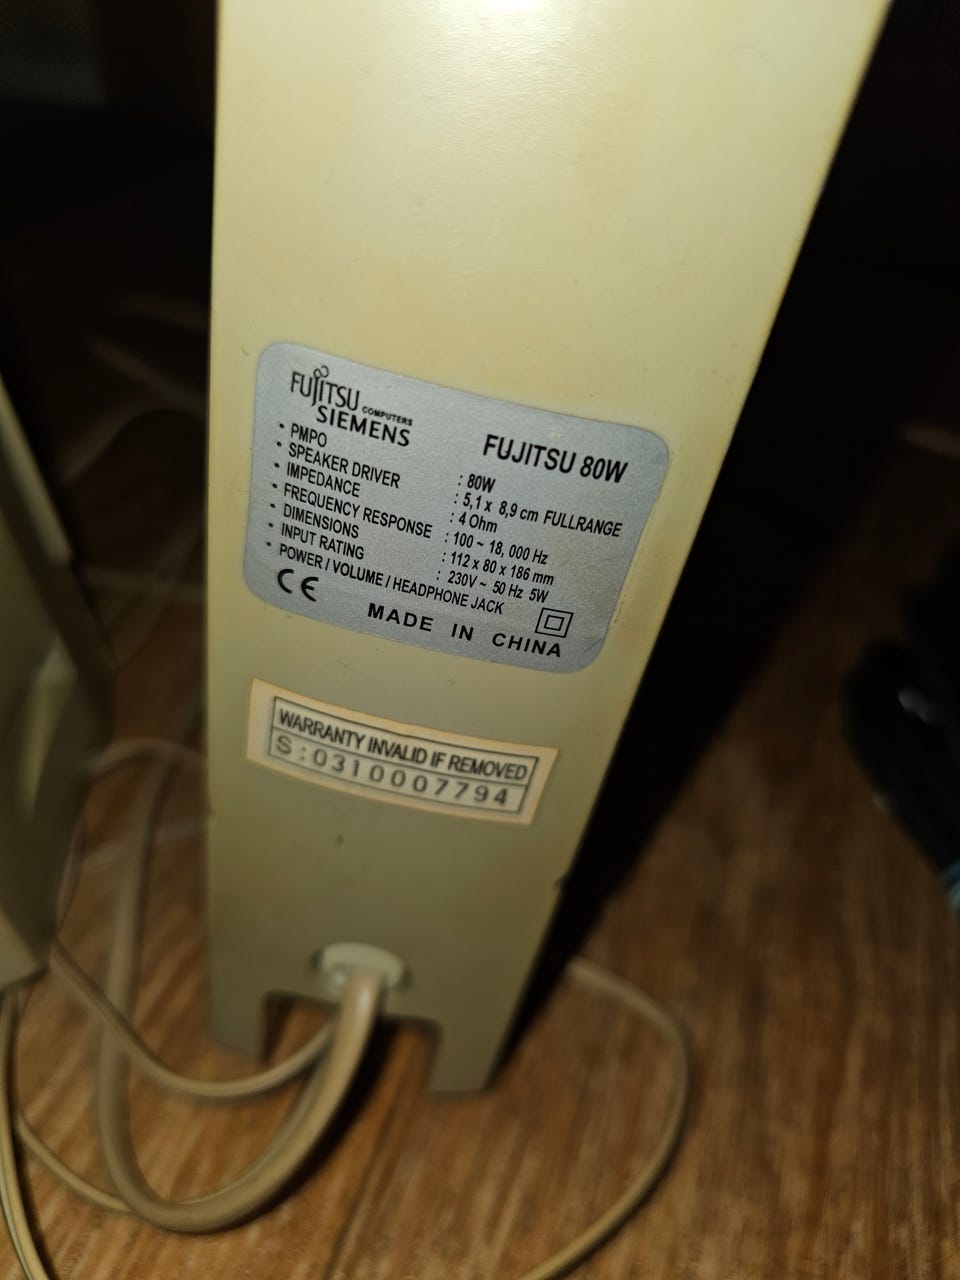 FUJITSU COMPUTERS
SIEMENS
FUJITSU 80W
• PMPO : 80W
• SPEAKER DRIVER : 5,1 x 8,9 cm FULLRANGE
• IMPEDANCE : 4 Ohm
• FREQUENCY RESPONSE : 100 ~ 18, 000 Hz
• DIMENSIONS : 112 x 80 x 186 mm
• INPUT RATING : 230V ~ 50 Hz 5W
• POWER / VOLUME / HEADPHONE JACK
CE
MADE IN CHINA
WARRANTY INVALID IF REMOVED
S:0310007794